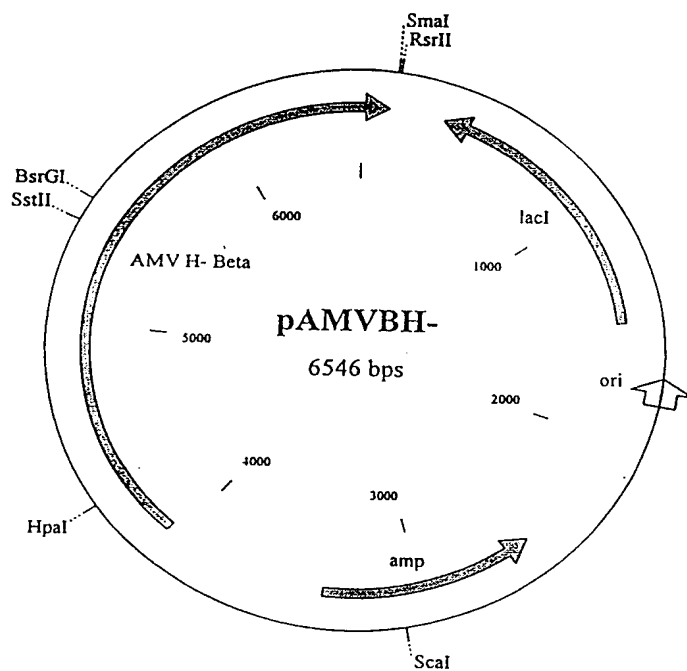 SmaI
RsrII
BsrGI
SstII
lacI
6000
1000
AMV H- Beta
pAMVBH-
5000
6546 bps
ori
2000
4000
3000
HpaI
amp
ScaI